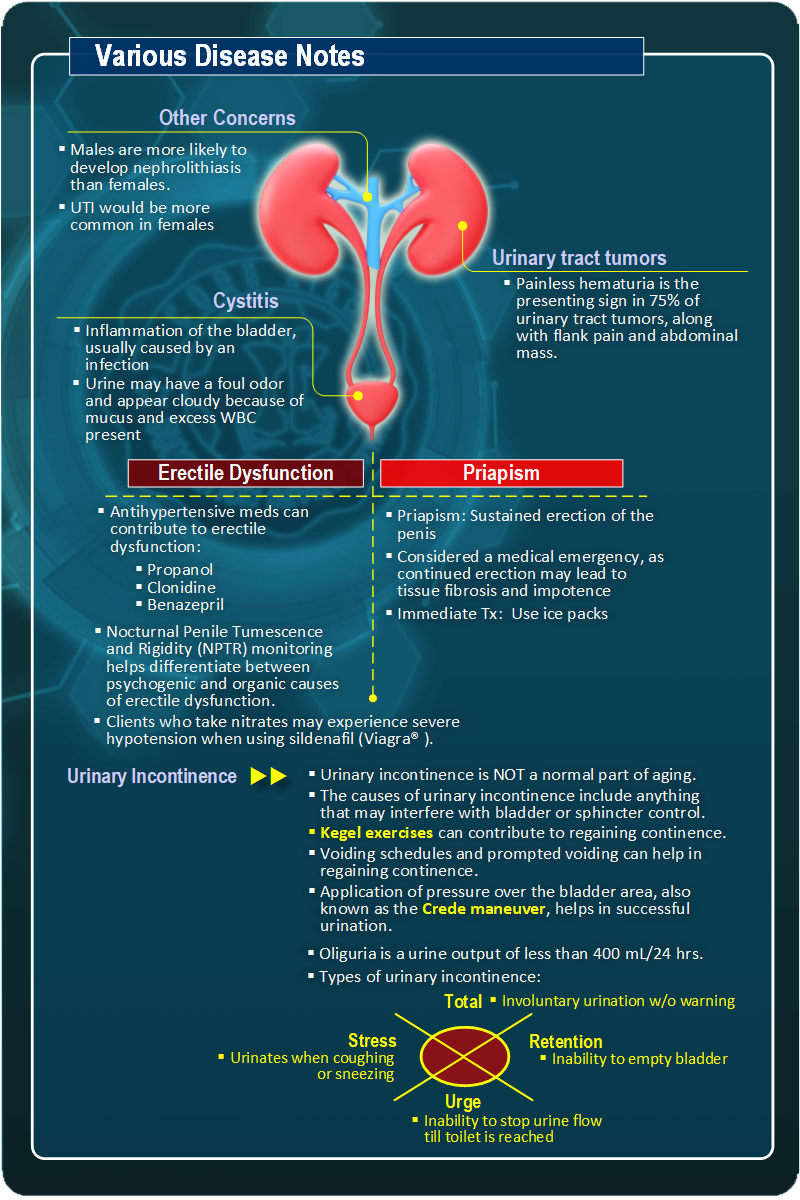 Various Disease Notes
Other Concerns
▪ Males are more likely to
develop nephrolithiasis
than females.
▪ UTI would be more
common in females
Urinary tract tumors
▪ Painless hematuria is the
presenting sign in 75% of
urinary tract tumors, along
with flank pain and abdominal
mass.
Cystitis
▪ Inflammation of the bladder,
usually caused by an
infection
▪ Urine may have a foul odor
and appear cloudy because of
mucus and excess WBC
present
Erectile Dysfunction
▪ Antihypertensive meds can
contribute to erectile
dysfunction:
▪ Propanol
▪ Clonidine
▪ Benazepril
▪ Nocturnal Penile Tumescence
and Rigidity (NPTR) monitoring
helps differentiate between
psychogenic and organic causes
of erectile dysfunction.
▪ Clients who take nitrates may experience severe
hypotension when using sildenafil (Viagra® ).
Priapism
▪ Priapism: Sustained erection of the
penis
▪ Considered a medical emergency, as
continued erection may lead to
tissue fibrosis and impotence
▪ Immediate Tx: Use ice packs
Urinary Incontinence
▪ Urinary incontinence is NOT a normal part of aging.
▪ The causes of urinary incontinence include anything
that may interfere with bladder or sphincter control.
▪ Kegel exercises can contribute to regaining continence.
▪ Voiding schedules and prompted voiding can help in
regaining continence.
▪ Application of pressure over the bladder area, also
known as the Crede maneuver, helps in successful
urination.
▪ Oliguria is a urine output of less than 400 mL/24 hrs.
▪ Types of urinary incontinence:
Total ▪ Involuntary urination w/o warning
Stress
▪ Urinates when coughing
or sneezing
Retention
▪ Inability to empty bladder
Urge
▪ Inability to stop urine flow
till toilet is reached